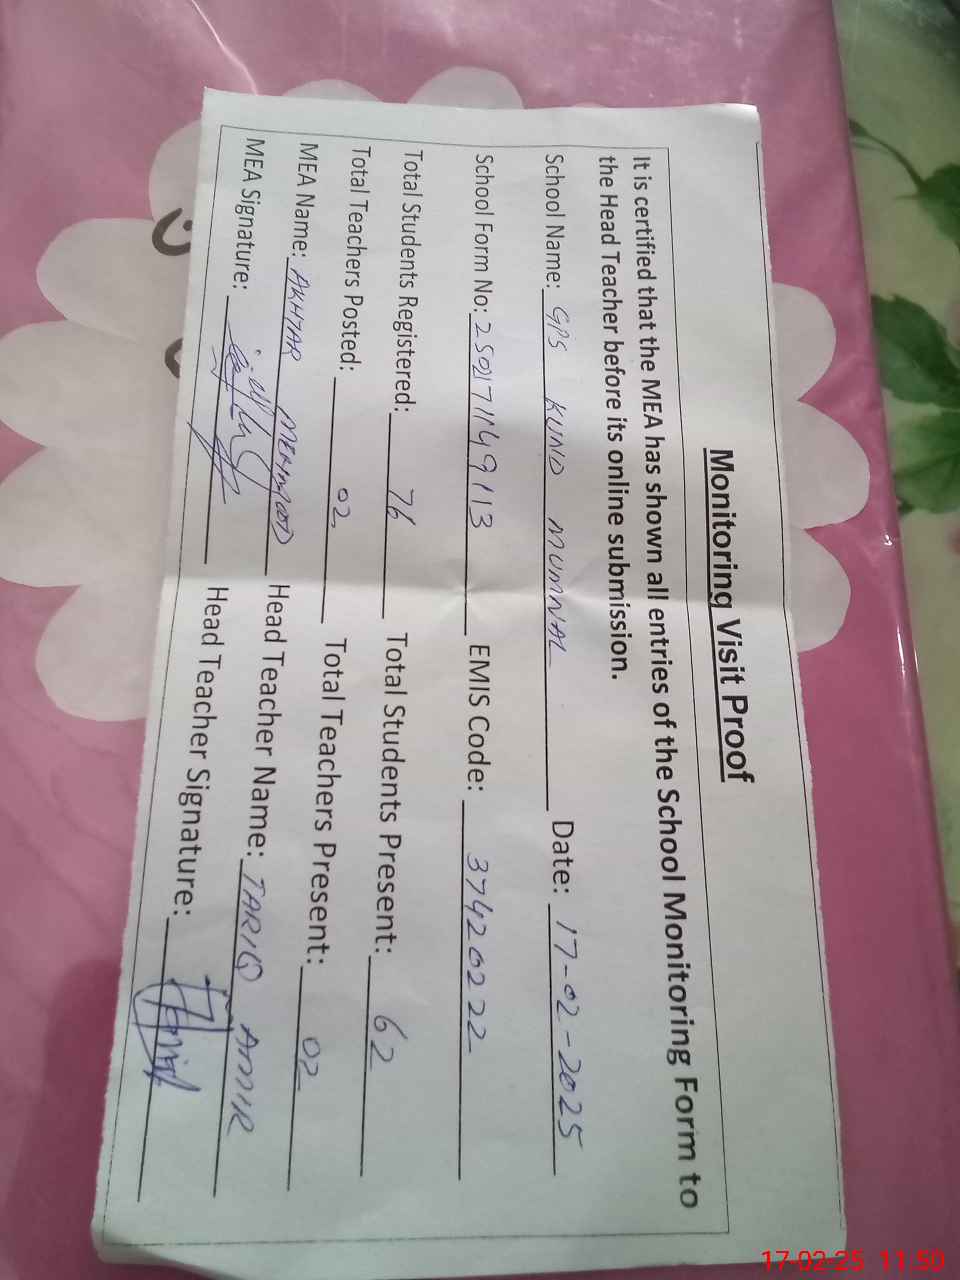 Monitoring Visit Proof
It is certified that the MEA has shown all entries of the School Monitoring Form to
the Head Teacher before its online submission.
School Name: GPS KUND MUMNAL Date: 17-02-2025
School Form No: 2502171149113 EMIS Code: 37420222
Total Students Registered: 76 Total Students Present: 62
Total Teachers Posted: 02 Total Teachers Present: 02
MEA Name: AKHTAR MEHMOOD Head Teacher Name: TARIQ AMIR
MEA Signature: Head Teacher Signature:
17-02-25 11:50